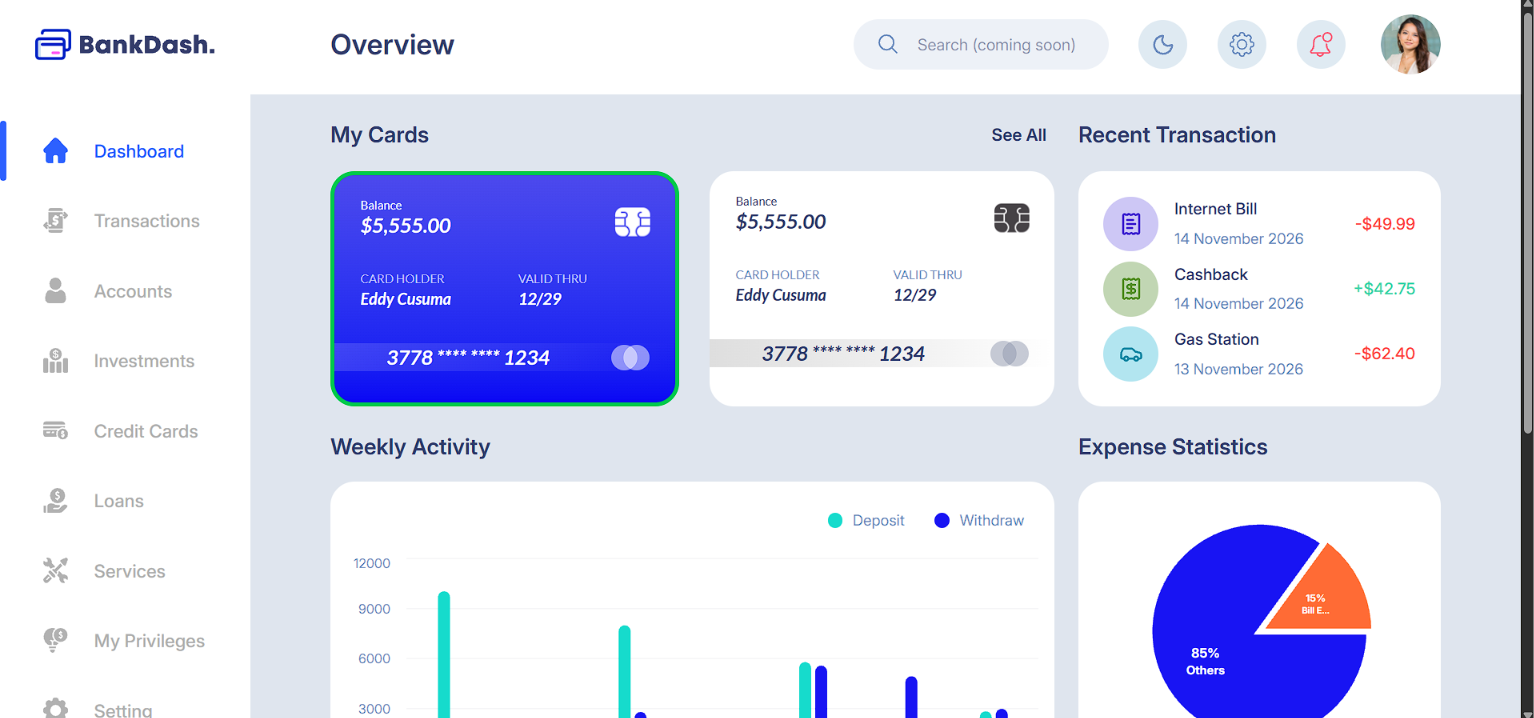 BankDash.
Overview
Search (coming soon)
Dashboard
Transactions
Accounts
Investments
Credit Cards
Loans
Services
My Privileges
Setting
My Cards
See All
Balance
$5,555.00
CARD HOLDER
Eddy Cusuma
VALID THRU
12/29
3778 **** **** 1234
Balance
$5,555.00
CARD HOLDER
Eddy Cusuma
VALID THRU
12/29
3778 **** **** 1234
Recent Transaction
Internet Bill
14 November 2026
-$49.99
Cashback
14 November 2026
+$42.75
Gas Station
13 November 2026
-$62.40
Weekly Activity
Deposit
Withdraw
12000
9000
6000
3000
Expense Statistics
15%
Bill E...
85%
Others